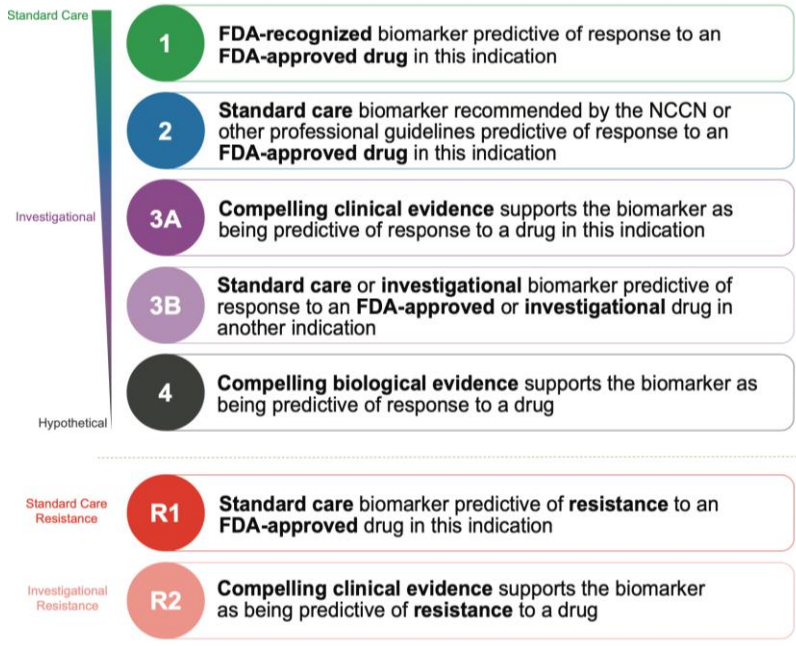 Standard Care
1
FDA-recognized biomarker predictive of response to an
FDA-approved drug in this indication
2
Standard care biomarker recommended by the NCCN or
other professional guidelines predictive of response to an
FDA-approved drug in this indication
Investigational
3A
Compelling clinical evidence supports the biomarker as
being predictive of response to a drug in this indication
3B
Standard care or investigational biomarker predictive of
response to an FDA-approved or investigational drug in
another indication
4
Compelling biological evidence supports the biomarker as
being predictive of response to a drug
Hypothetical
Standard Care
Resistance
R1
Standard care biomarker predictive of resistance to an
FDA-approved drug in this indication
Investigational
Resistance
R2
Compelling clinical evidence supports the biomarker
as being predictive of resistance to a drug